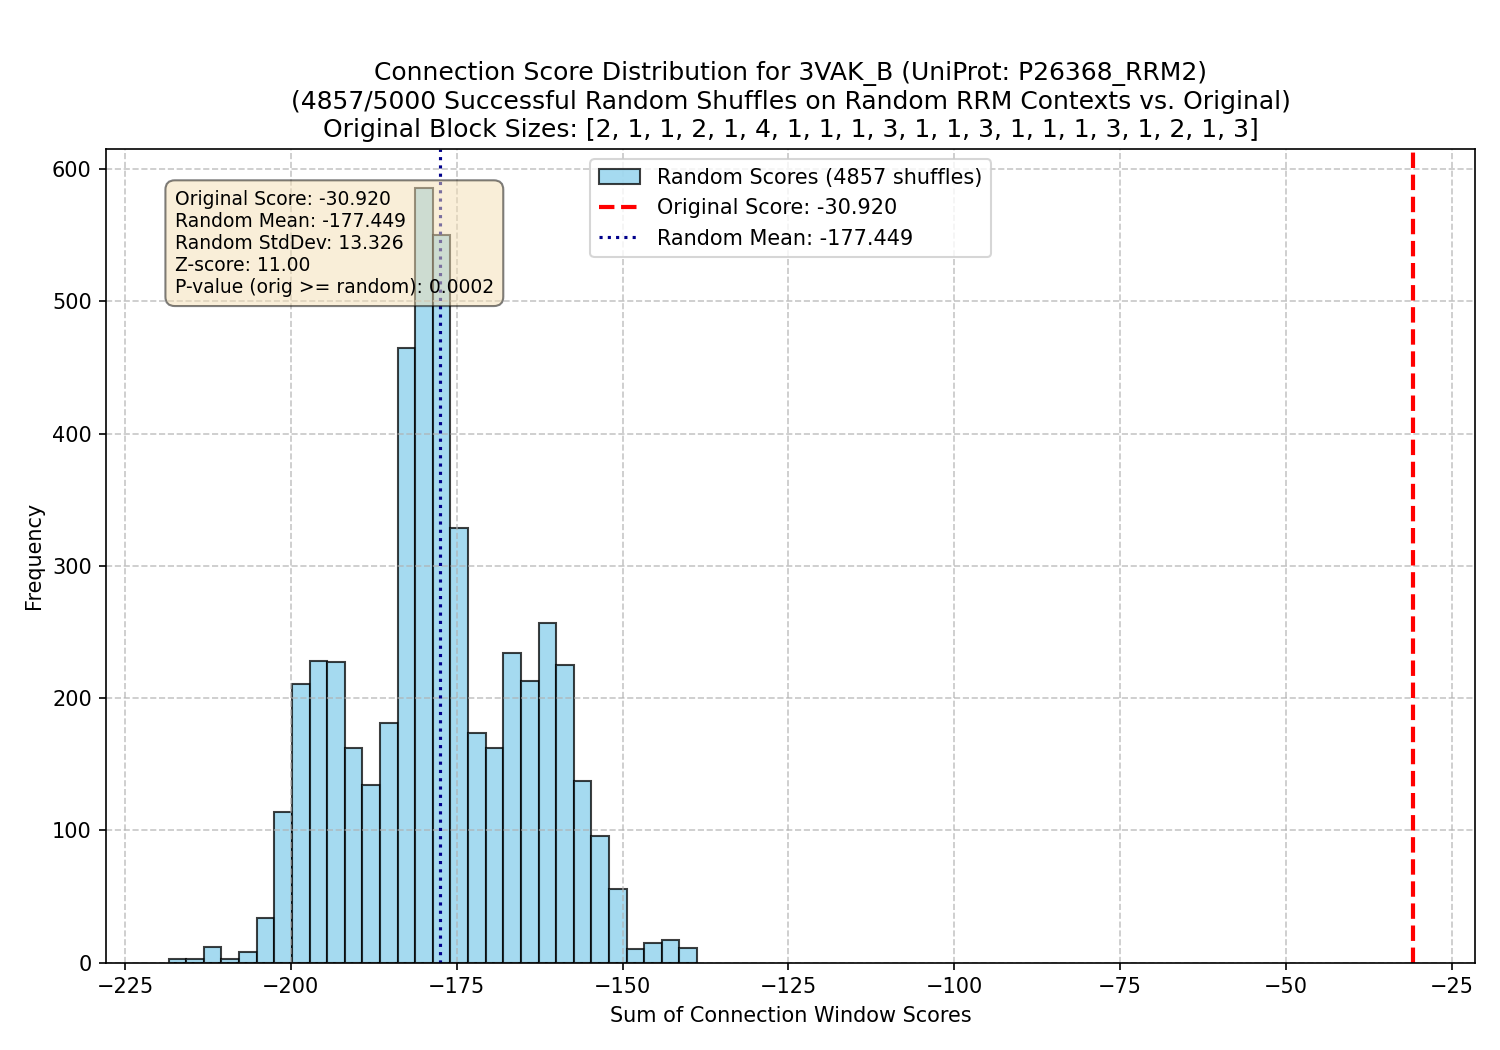 Connection Score Distribution for 3VAK_B (UniProt: P26368_RRM2)
(4857/5000 Successful Random Shuffles on Random RRM Contexts vs. Original)
Original Block Sizes: [2, 1, 1, 2, 1, 4, 1, 1, 1, 3, 1, 1, 3, 1, 1, 1, 3, 1, 2, 1, 3]
Original Score: -30.920
Random Mean: -177.449
Random StdDev: 13.326
Z-score: 11.00
P-value (orig >= random): 0.0002
Random Scores (4857 shuffles)
Original Score: -30.920
Random Mean: -177.449
Frequency
600
500
400
300
200
100
0
−225 −200 −175 −150 −125 −100 −75 −50 −25
Sum of Connection Window Scores